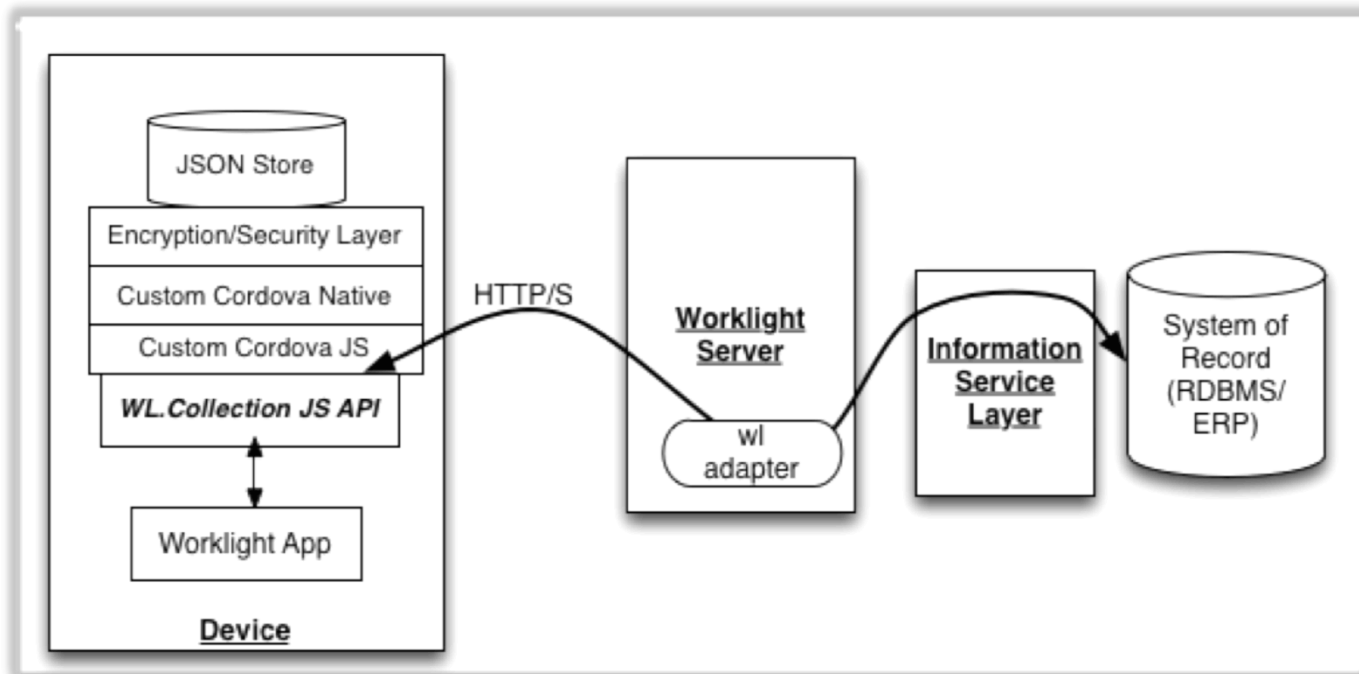 JSON Store
Encryption/Security Layer
Custom Cordova Native
Custom Cordova JS
WL.Collection JS API
Worklight App
Device
HTTP/S
Worklight
Server
wl
adapter
Information
Service
Layer
System of
Record
(RDBMS/
ERP)